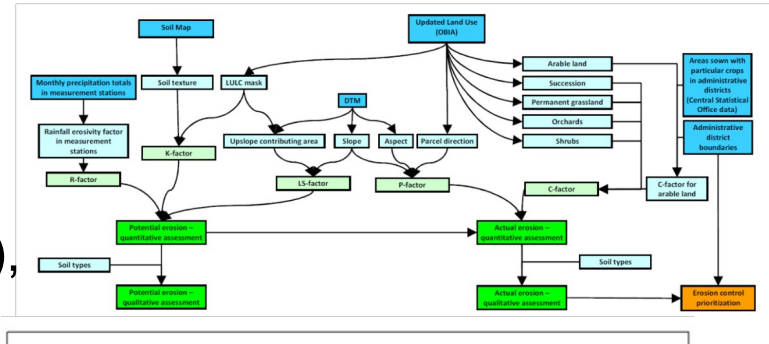 Updated Land Use
(OBIA)
Soil Map
Arable land
Areas sown with
particular crops
in administrative
districts
(Central Statistical
Office data)
Monthly precipitation totals
in measurement stations
Soil texture
LULC mask
Succession
DTM
Permanent grassland
Orchards
Rainfall erosivity factor
in measurement
stations
Upslope contributing area
Slope
Aspect
Parcel direction
Shrubs
Administrative
district
boundaries
K-factor
R-factor
LS-factor
P-factor
C-factor
C-factor for
arable land
Potential erosion –
quantitative assessment
Actual erosion –
quantitative assessment
),
Soil types
Soil types
Potential erosion –
qualitative assessment
Actual erosion –
qualitative assessment
Erosion control
prioritization